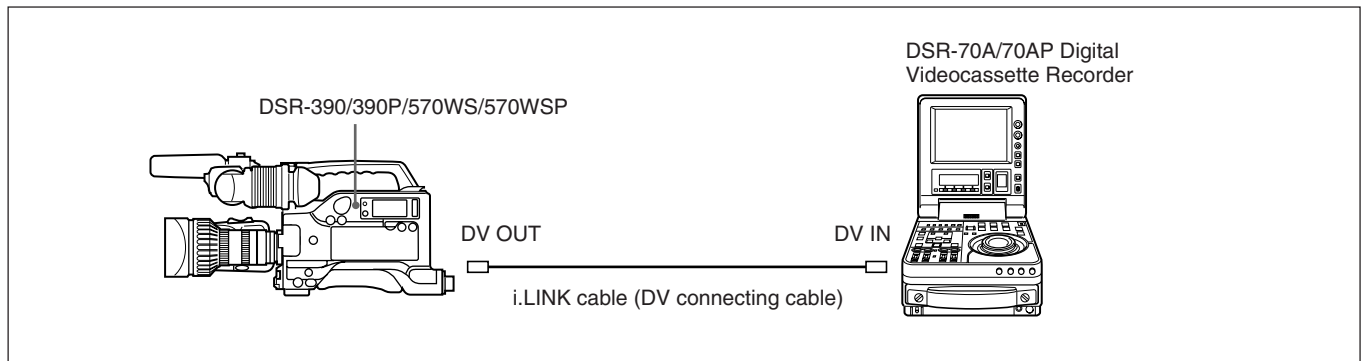 DSR-70A/70AP Digital
Videocassette Recorder
DSR-390/390P/570WS/570WSP
DV OUT
DV IN
i.LINK cable (DV connecting cable)